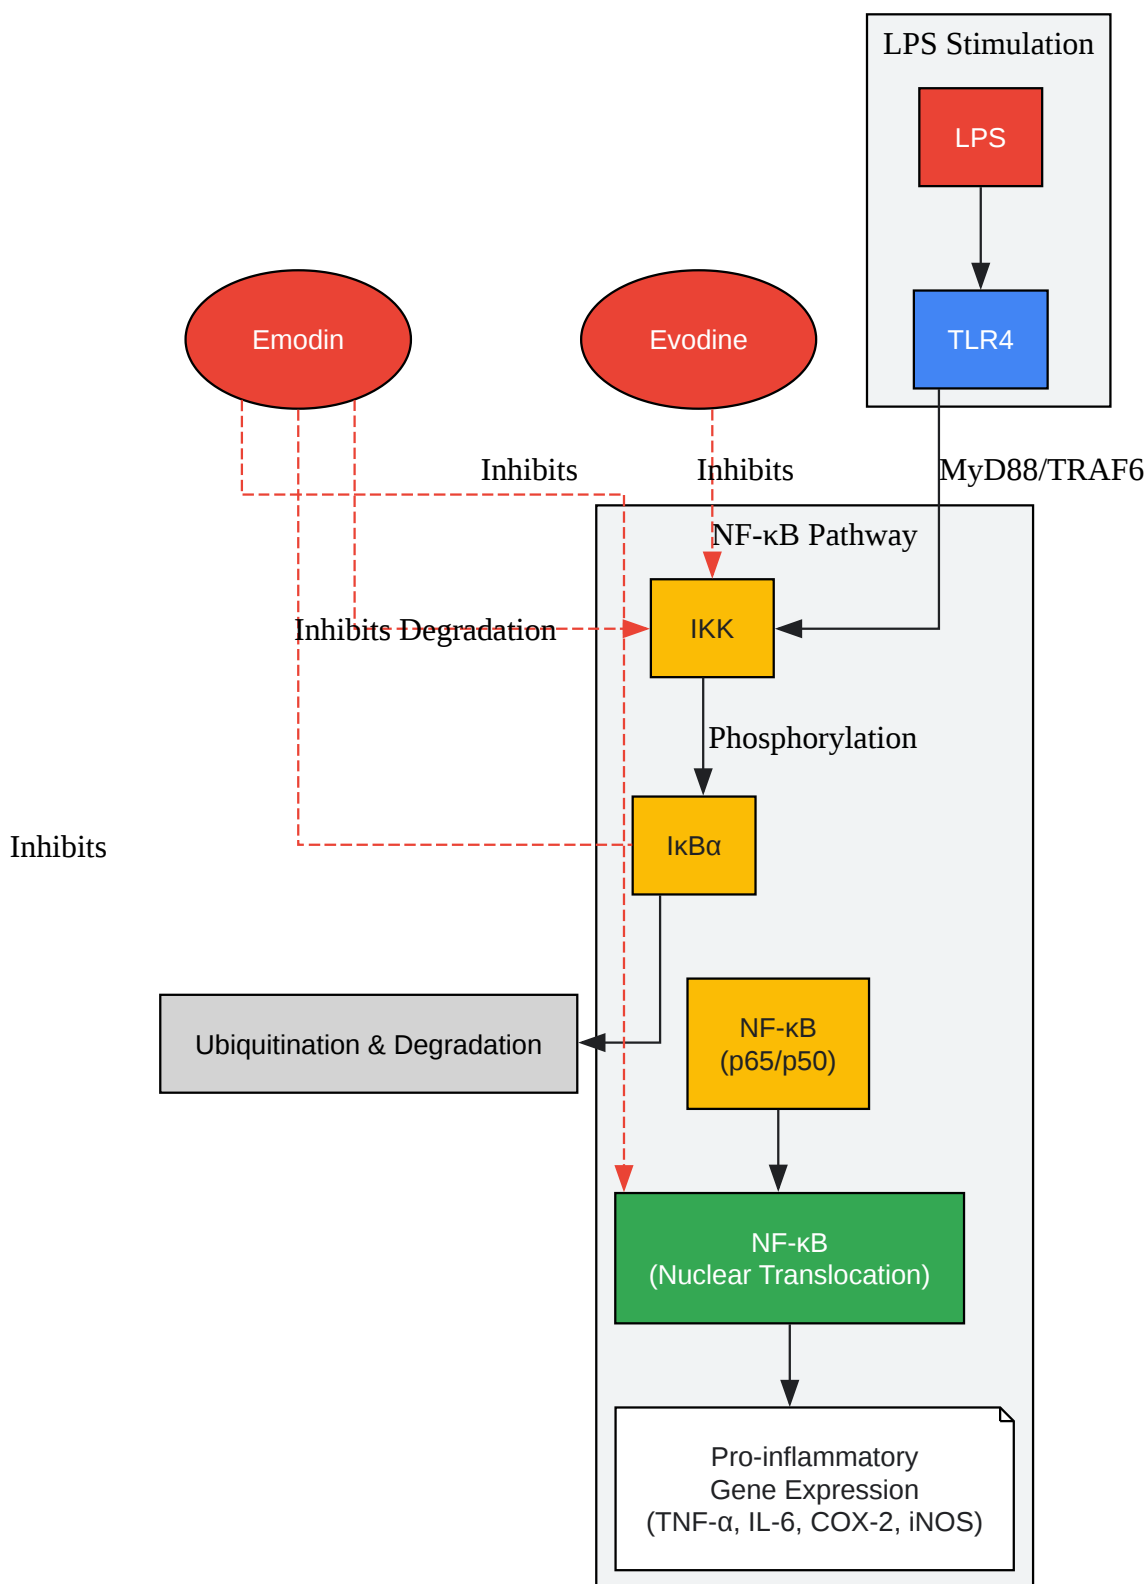 LPS Stimulation
LPS
Emodin
Evodine
TLR4
Inhibits
Inhibits
MyD88/TRAF6
NF-κB Pathway
Inhibits Degradation
IKK
Phosphorylation
Inhibits
IκBα
NF-κB
(p65/p50)
Ubiquitination & Degradation
NF-κB
(Nuclear Translocation)
Pro-inflammatory
Gene Expression
(TNF-α, IL-6, COX-2, iNOS)